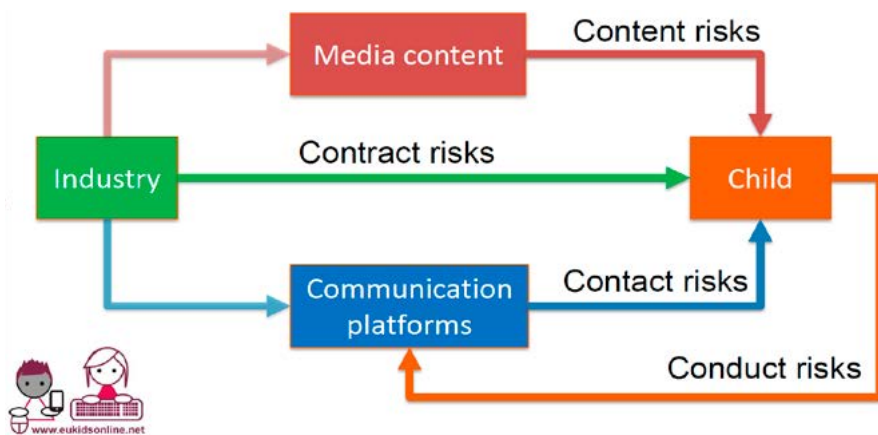 Content risks
Media content
Contract risks
Industry
Child
Communication
platforms
Contact risks
Conduct risks
www.eukidsonline.net